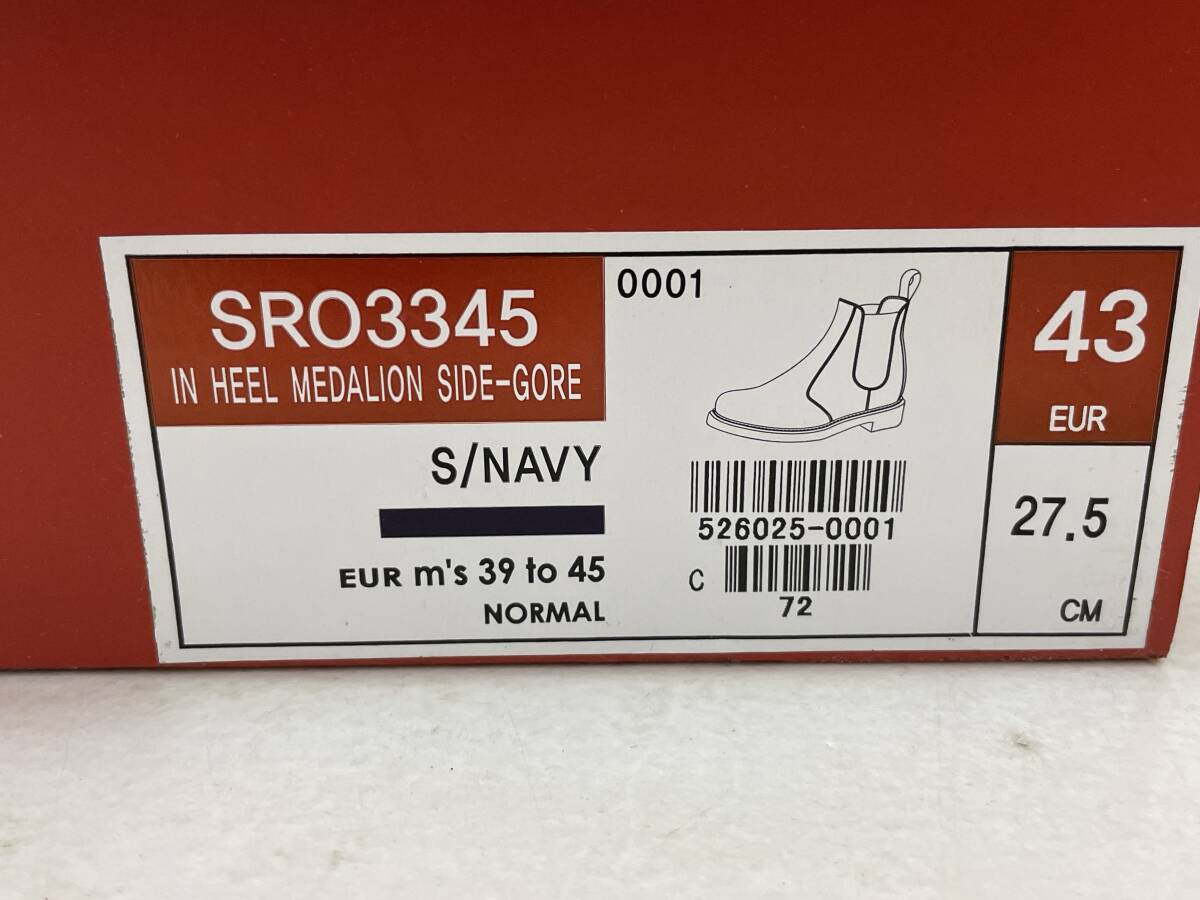 SRO3345
IN HEEL MEDALION SIDE-GORE
S/NAVY
EUR m's 39 to 45
NORMAL
0001
526025-0001
C
72
43
EUR
27.5
CM